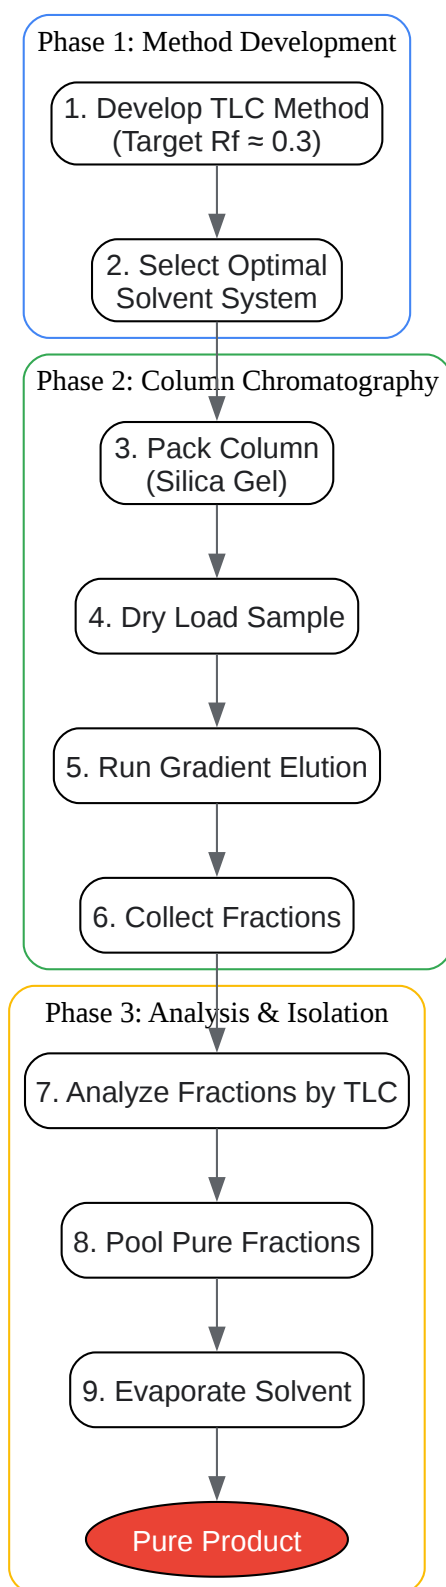 Phase 1: Method Development
1. Develop TLC Method
(Target Rf ≈ 0.3)
2. Select Optimal
Solvent System
Phase 2: Column Chromatography
3. Pack Column
(Silica Gel)
4. Dry Load Sample
5. Run Gradient Elution
6. Collect Fractions
Phase 3: Analysis & Isolation
7. Analyze Fractions by TLC
8. Pool Pure Fractions
9. Evaporate Solvent
Pure Product